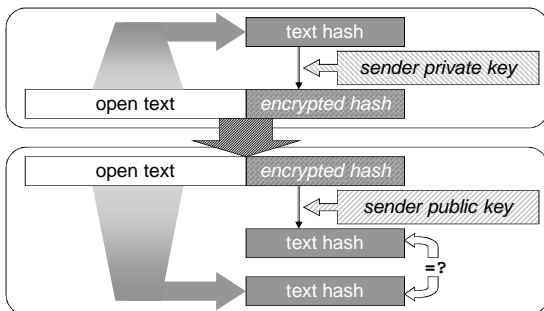 text hash
sender private key
open text encrypted hash
open text encrypted hash
sender public key
text hash
=?
text hash